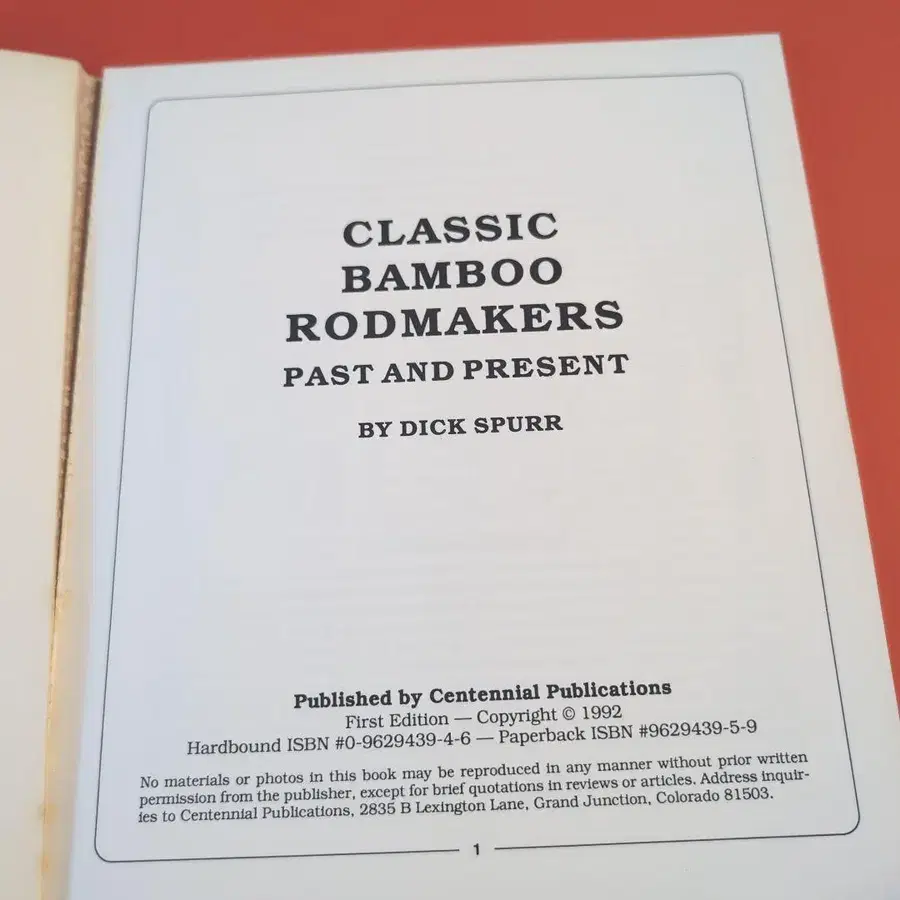 CLASSIC
BAMBOO
RODMAKERS
PAST AND PRESENT
BY DICK SPURR
Published by Centennial Publications
First Edition — Copyright © 1992
Hardbound ISBN #0-9629439-4-6 — Paperback ISBN #9629439-5-9
No materials or photos in this book may be reproduced in any manner without prior written
permission from the publisher, except for brief quotations in reviews or articles. Address inquir-
ies to Centennial Publications, 2835 B Lexington Lane, Grand Junction, Colorado 81503.
1